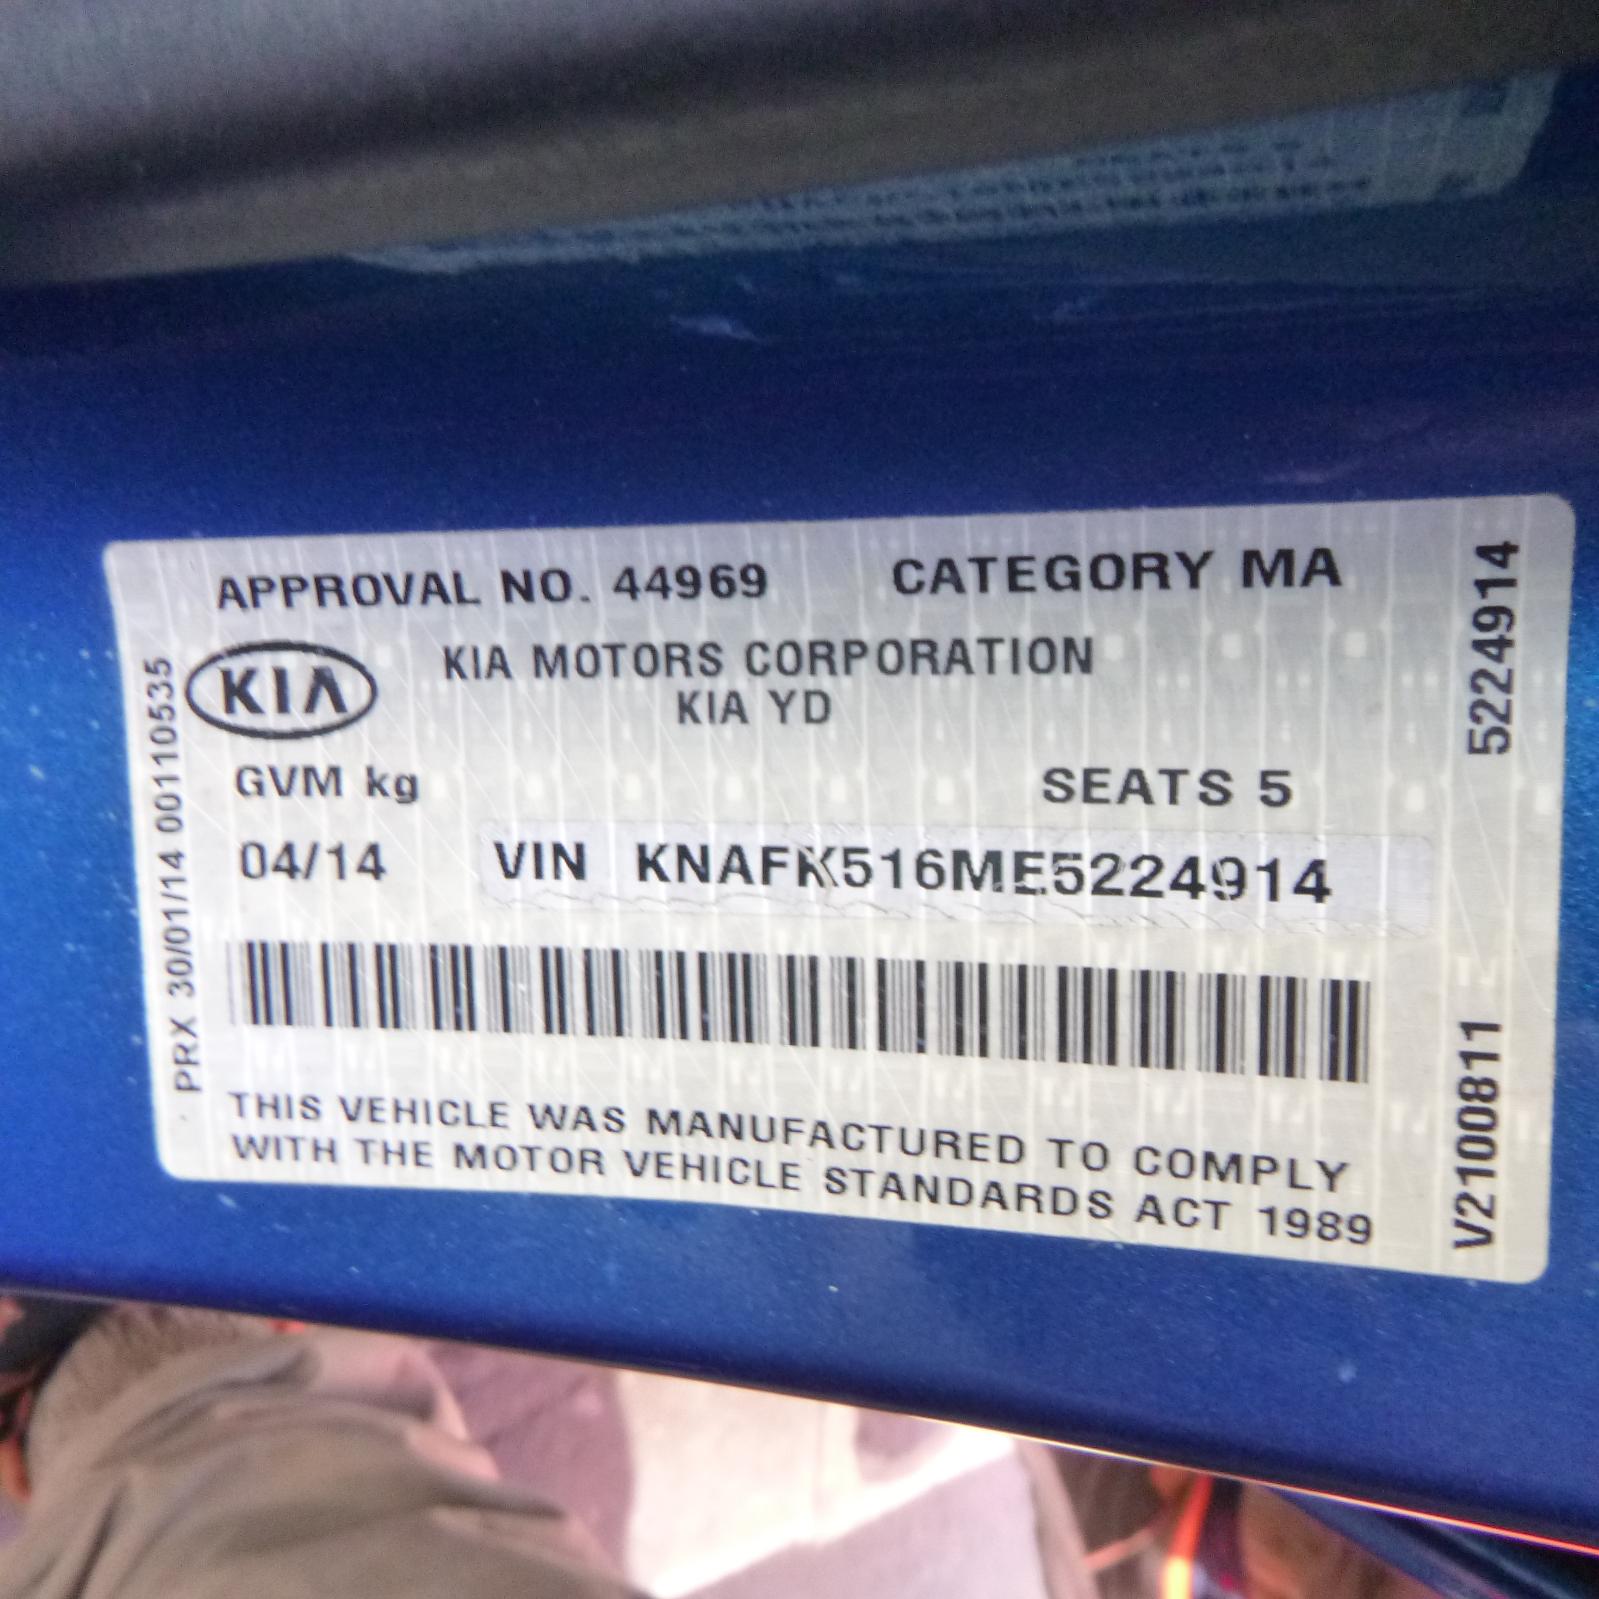 APPROVAL NO. 44969 CATEGORY MA
KIA
KIA MOTORS CORPORATION
KIA YD
GVM kg SEATS 5
04/14 VIN KNAFK516ME5224914
THIS VEHICLE WAS MANUFACTURED TO COMPLY
WITH THE MOTOR VEHICLE STANDARDS ACT 1989
PRX 30/01/14 00110535
V2100811 5224914